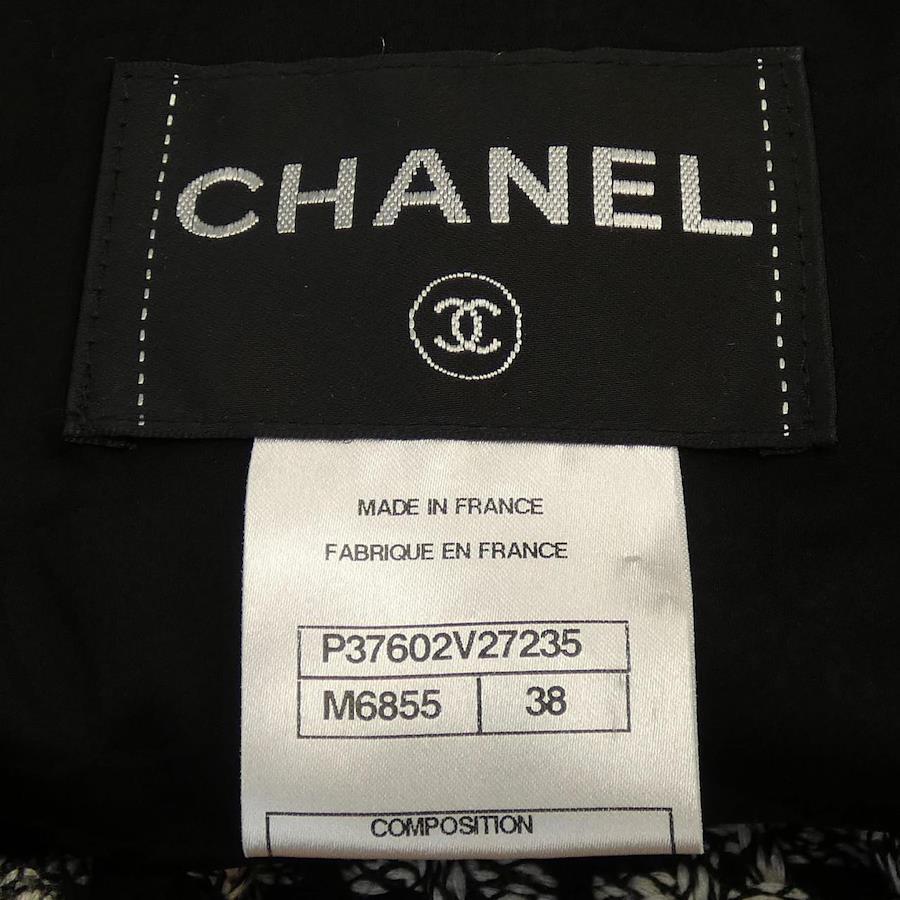 CHANEL
MADE IN FRANCE
FABRIQUE EN FRANCE
P37602V27235
M6855 38
COMPOSITION